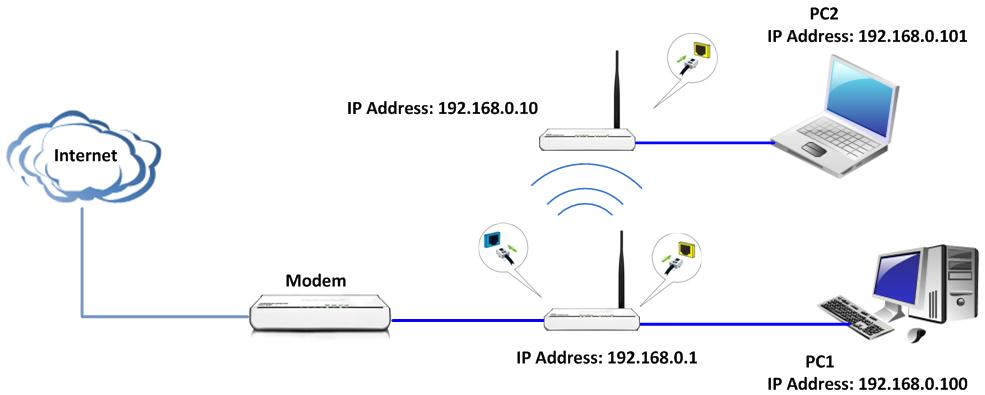 PC2
IP Address: 192.168.0.101
IP Address: 192.168.0.10
Internet
Modem
IP Address: 192.168.0.1
PC1
IP Address: 192.168.0.100